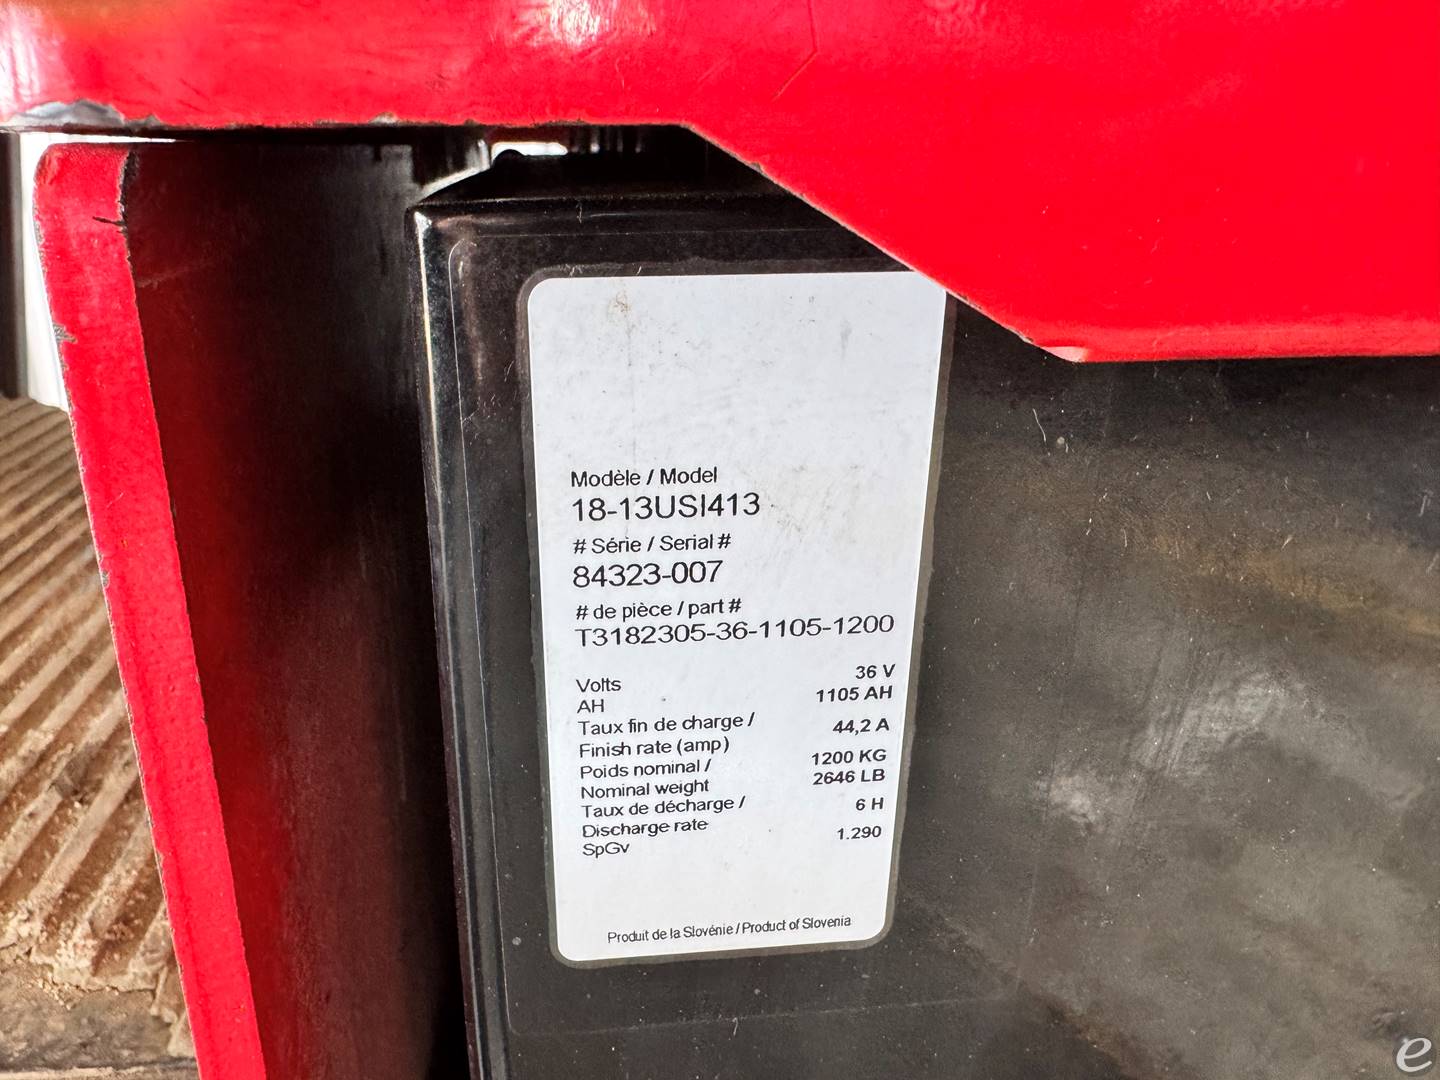 Modèle / Model
18-13USI413
# Série / Serial #
84323-007
# de pièce / part #
T3182305-36-1105-1200
Volts 36 V
AH 1105 AH
Taux fin de charge /
Finish rate (amp) 44,2 A
Poids nominal / 1200 KG
Nominal weight 2646 LB
Taux de décharge /
Discharge rate 6 H
SpGv 1.290
Produit de la Slovénie / Product of Slovenia
e